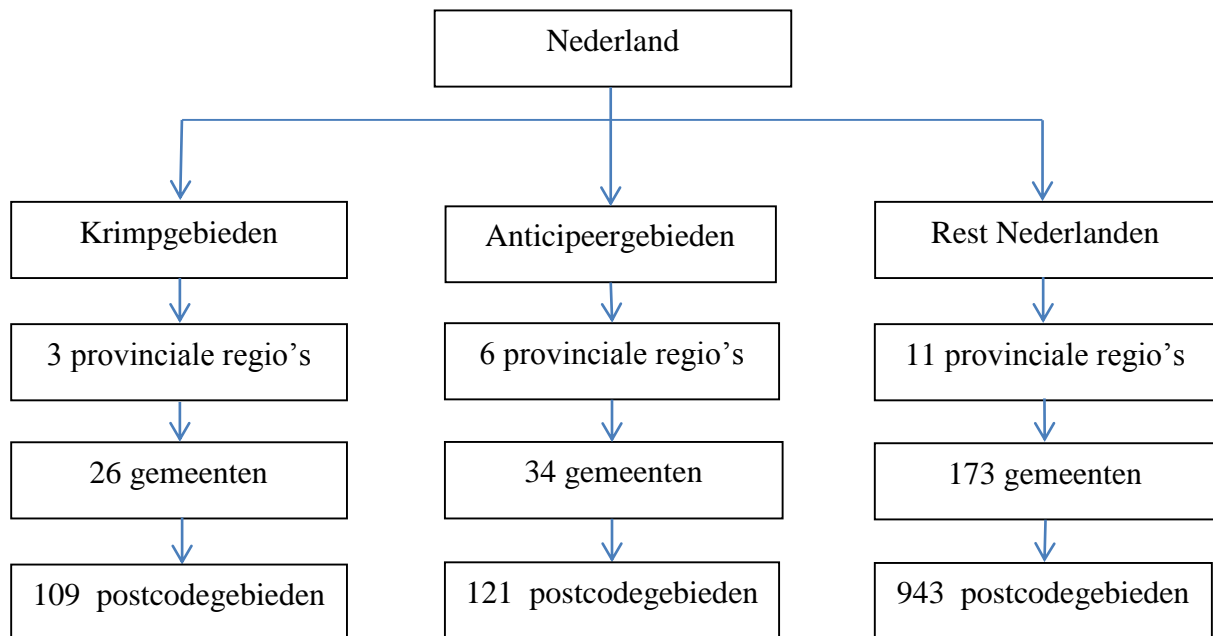 Nederland
Krimpgebieden
Anticipeergebieden
Rest Nederlanden
3 provinciale regio’s
6 provinciale regio’s
11 provinciale regio’s
26 gemeenten
34 gemeenten
173 gemeenten
109 postcodegebieden
121 postcodegebieden
943 postcodegebieden